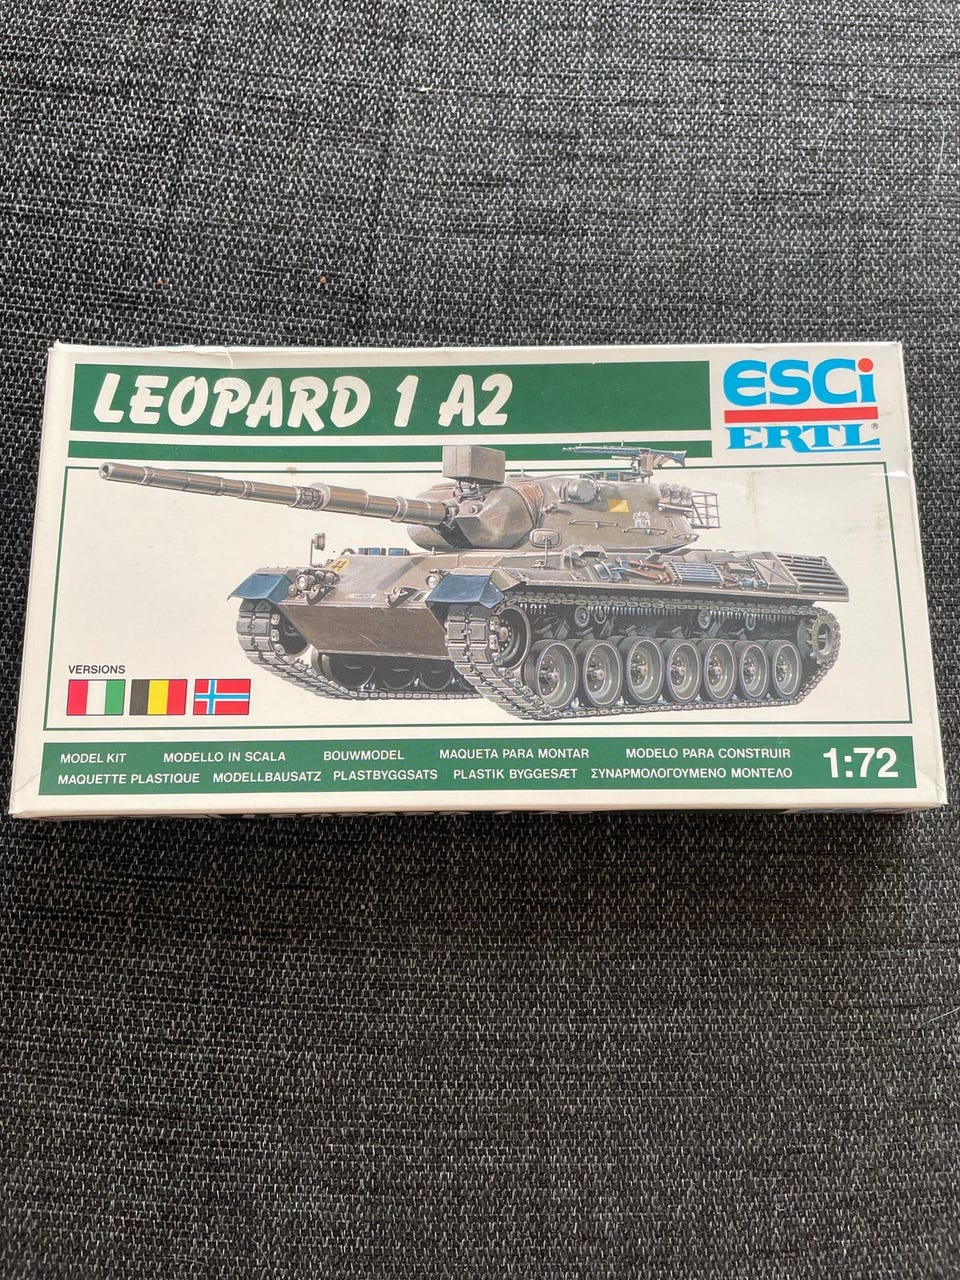 LEOPARD 1 A2
ESCi
ERTL®
VERSIONS
MODEL KIT MODELLO IN SCALA BOUWMODEL MAQUETA PARA MONTAR MODELO PARA CONSTRUIR
MAQUETTE PLASTIQUE MODELLBAUSATZ PLASTBYGGSATS PLASTIK BYGGESÆT ΣΥΝΑΡΜΟΛΟΓΟΥΜΕΝΟ ΜΟΝΤΕΛΟ
1:72